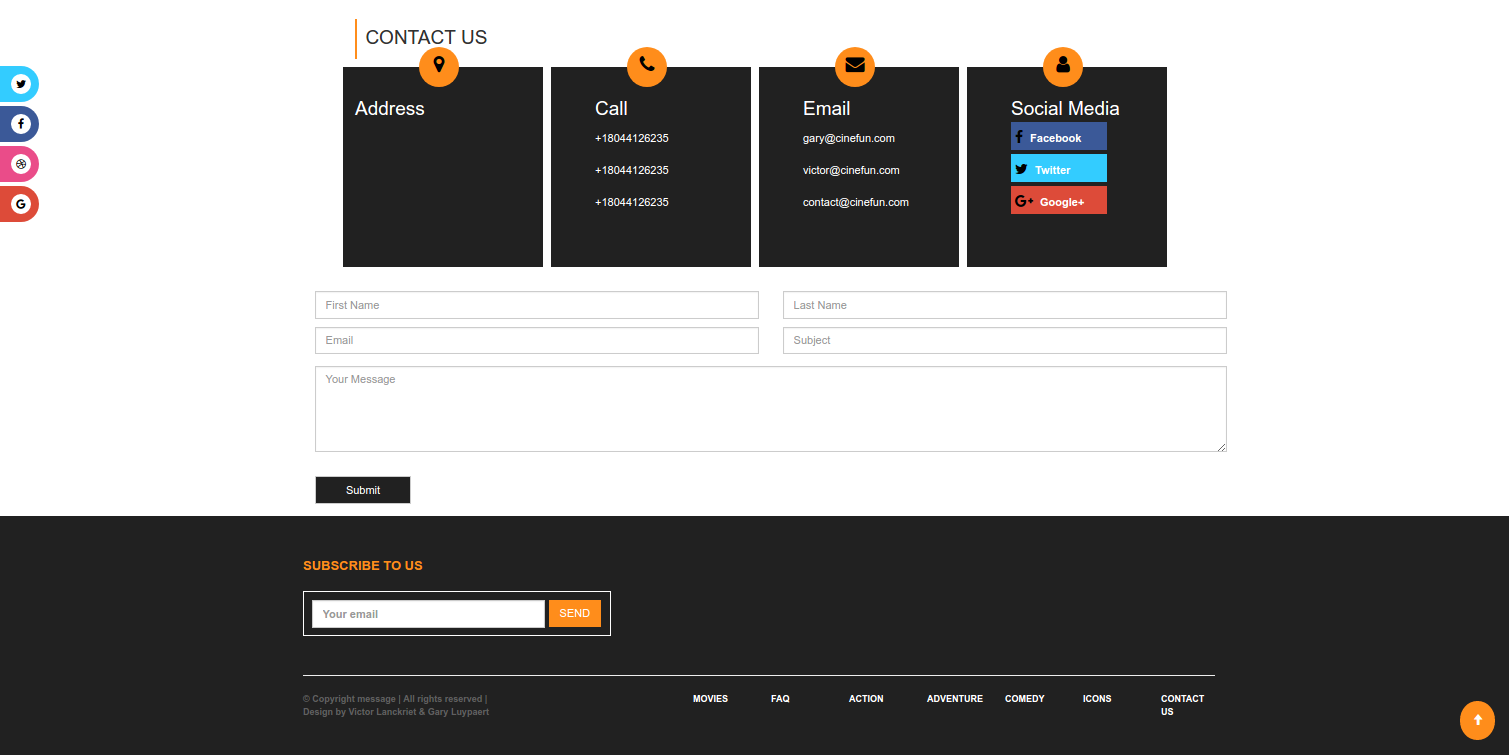 CONTACT US
Address
Call
+18044126235
+18044126235
+18044126235
Email
gary@cinefun.com
victor@cinefun.com
contact@cinefun.com
Social Media
Facebook
Twitter
Google+
First Name
Last Name
Email
Subject
Your Message
Submit
SUBSCRIBE TO US
Your email
SEND
© Copyright message | All rights reserved |
Design by Victor Lanckriet & Gary Luypaert
MOVIES
FAQ
ACTION
ADVENTURE
COMEDY
ICONS
CONTACT
US